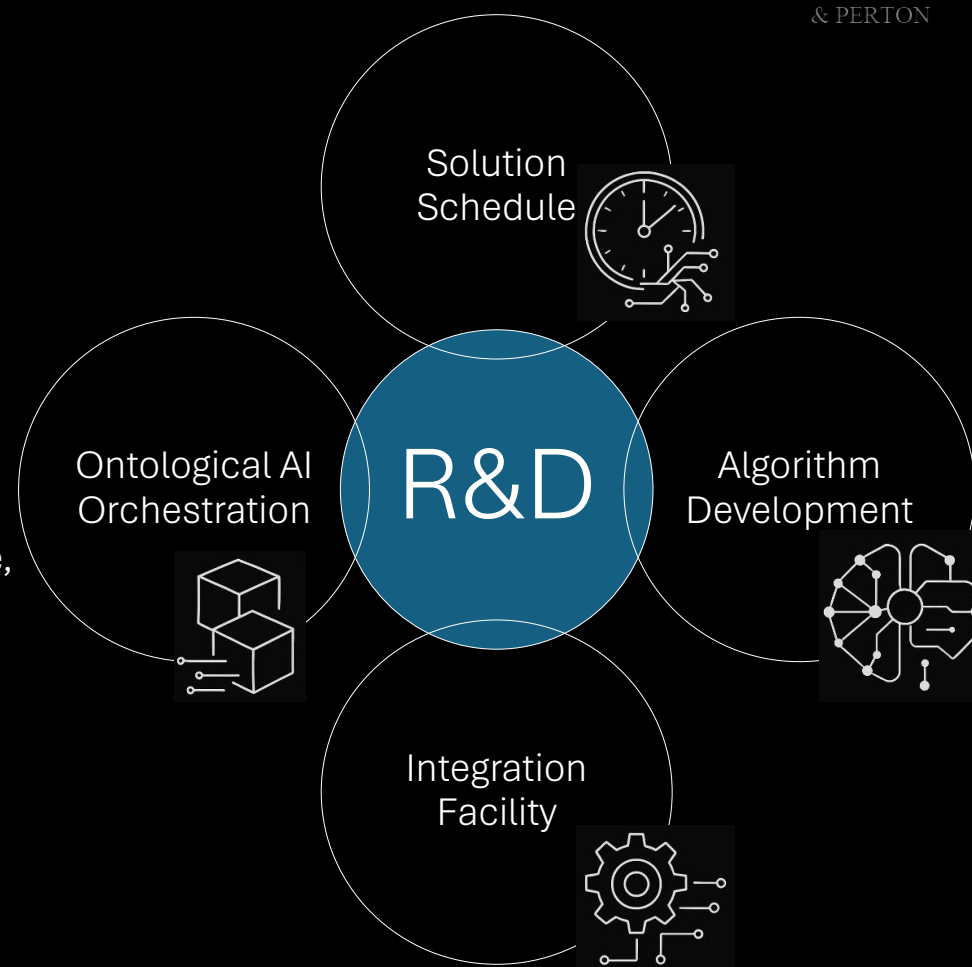 & PERTON
Solution
Schedule
Ontological AI
Orchestration
R&D
Algorithm
Development
Integration
Facility